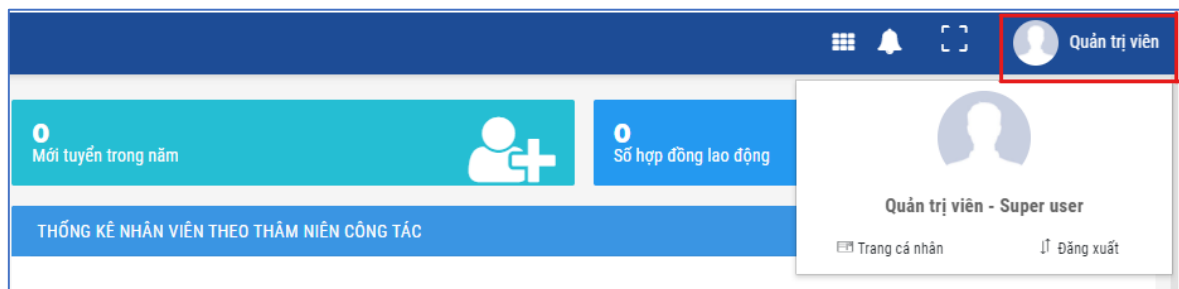 Quản trị viên
0
Mới tuyển trong năm
0
Số hợp đồng lao động
Quản trị viên - Super user
Trang cá nhân
Đăng xuất
THỐNG KÊ NHÂN VIÊN THEO THÂM NIÊN CÔNG TÁC